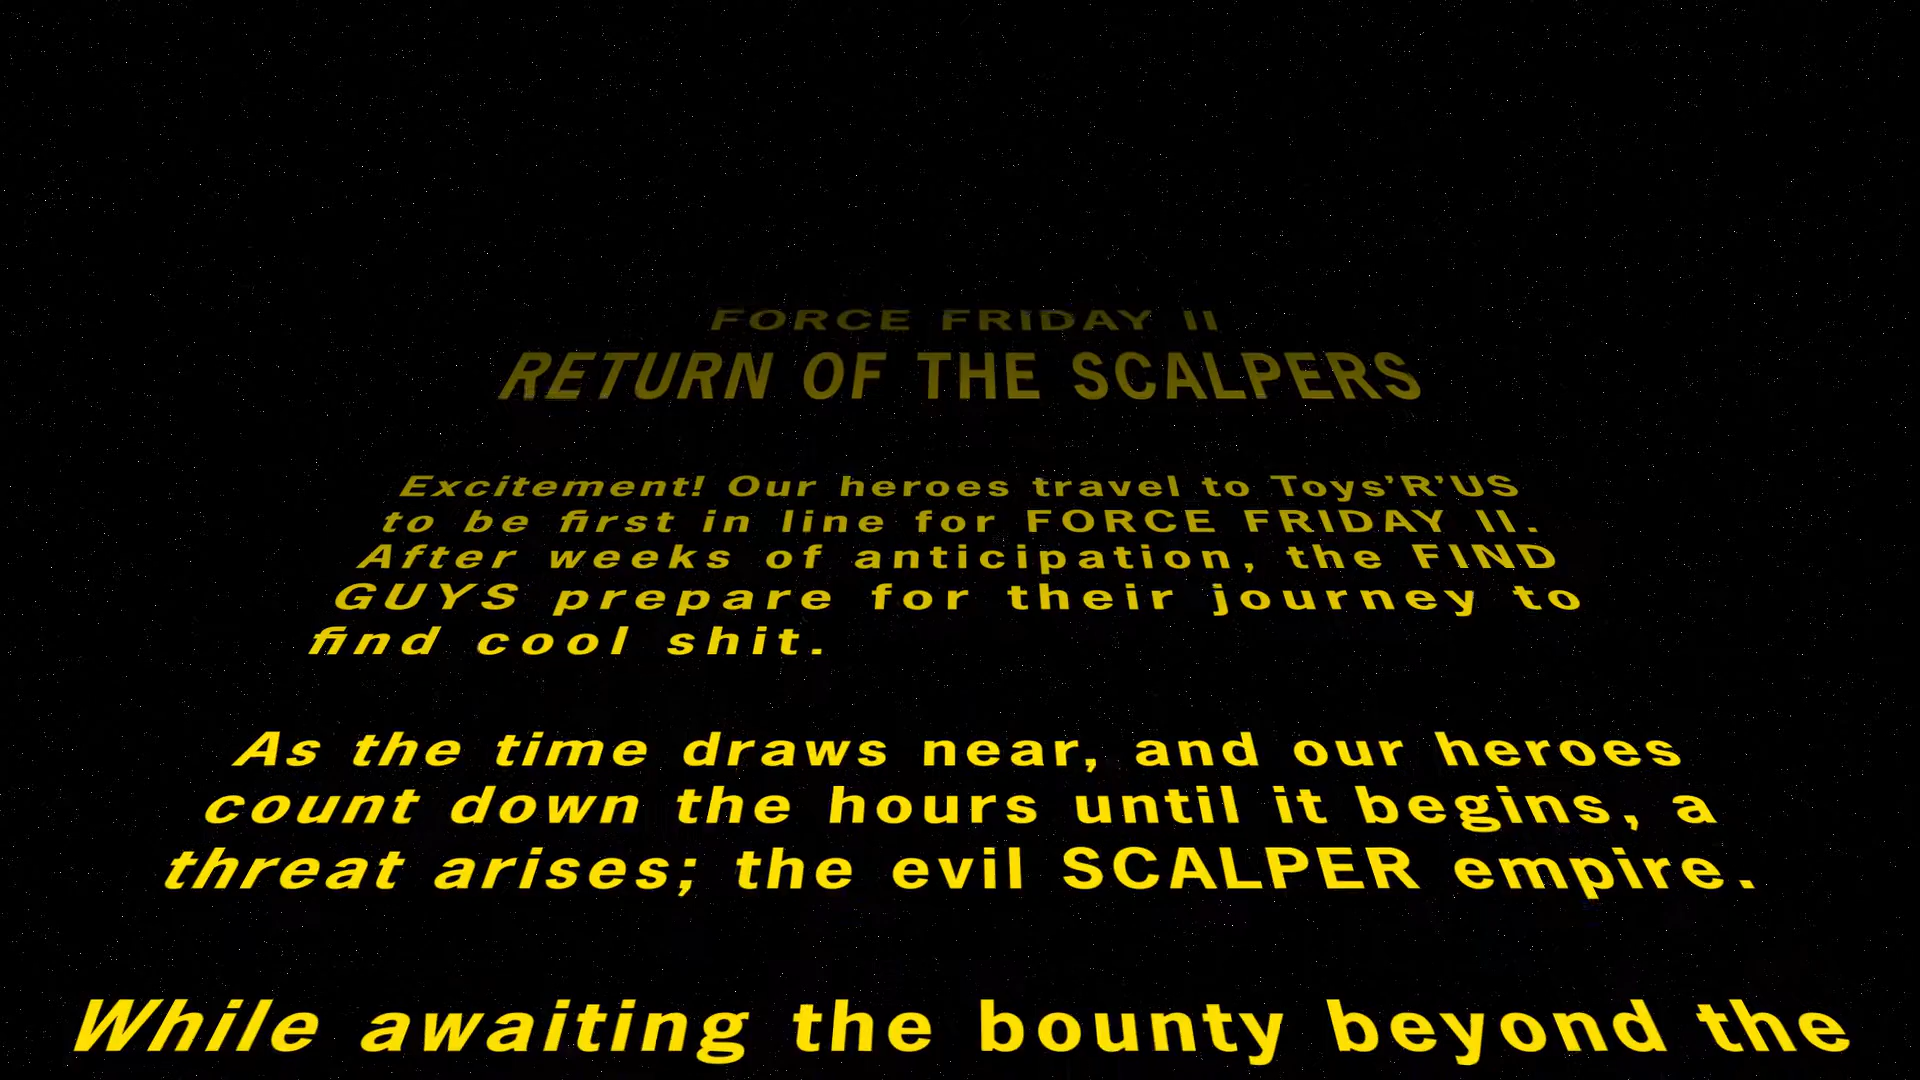 FORCE FRIDAY II
RETURN OF THE SCALPERS
Excitement! Our heroes travel to Toys’R’US
to be first in line for FORCE FRIDAY II.
After weeks of anticipation, the FIND
GUYS prepare for their journey to
find cool shit.
As the time draws near, and our heroes
count down the hours until it begins, a
threat arises; the evil SCALPER empire.
While awaiting the bounty beyond the